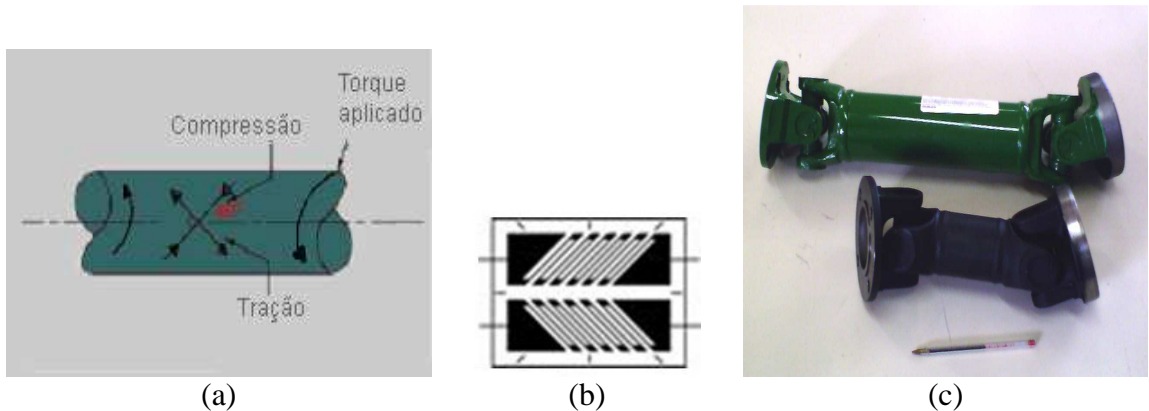 Torque
aplicado
Compressão
Tração
(a)
(b)
(c)